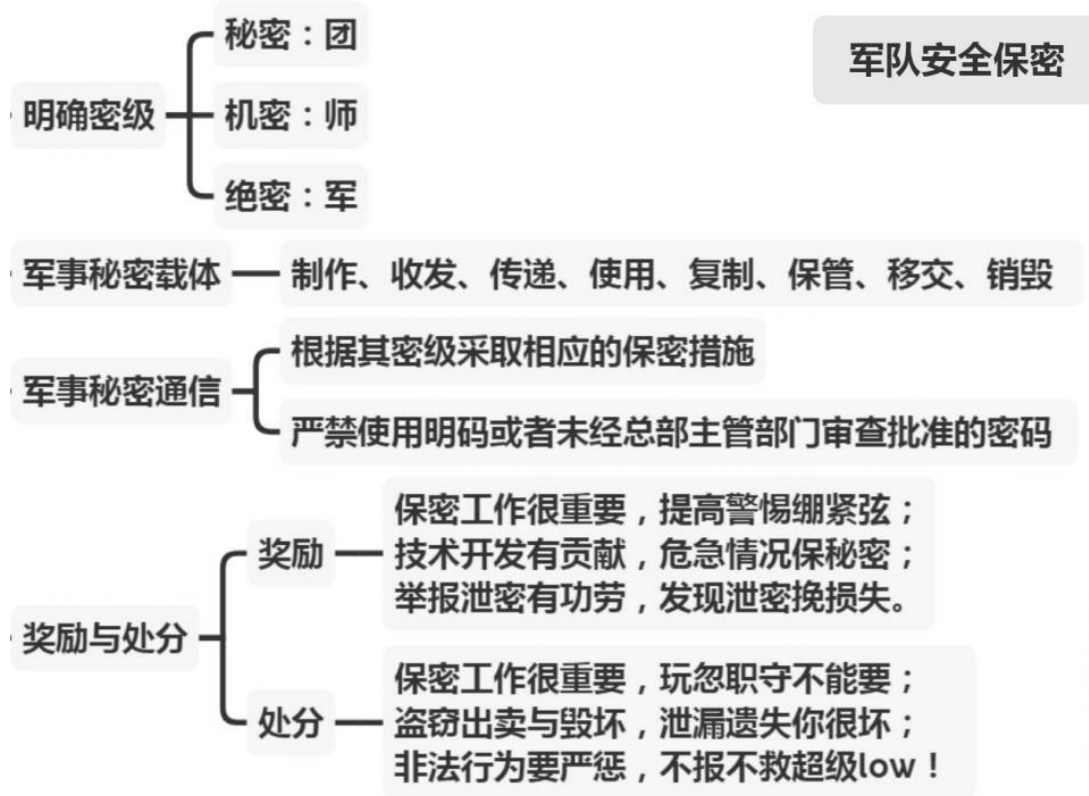 军队安全保密
明确密级
秘密：团
机密：师
绝密：军
军事秘密载体
制作、收发、传递、使用、复制、保管、移交、销毁
军事秘密通信
根据其密级采取相应的保密措施
严禁使用明码或者未经总部主管部门审查批准的密码
奖励与处分
奖励
保密工作很重要，提高警惕绷紧弦；
技术开发有贡献，危急情况保秘密；
举报泄密有功劳，发现泄密挽损失。
处分
保密工作很重要，玩忽职守不能要；
盗窃出卖与毁坏，泄漏遗失你很坏；
非法行为要严惩，不报不救超级low！